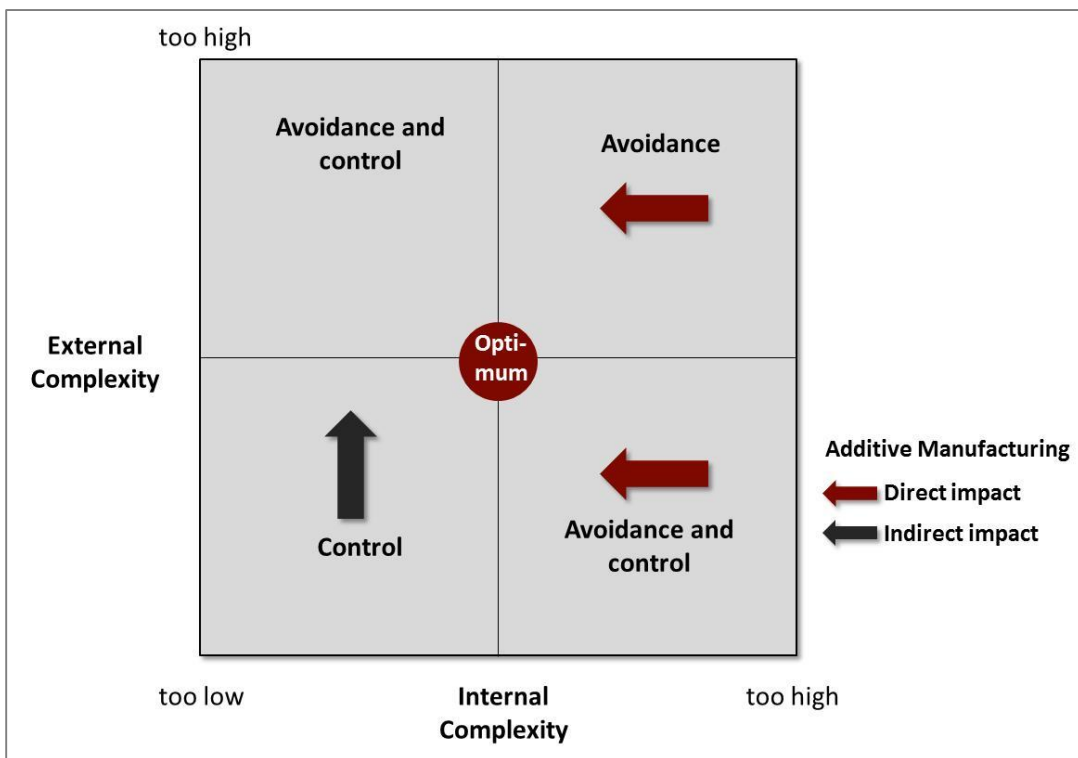 too high
Avoidance and
control
Avoidance
External
Complexity
Opti-
mum
Control
Avoidance and
control
Additive Manufacturing
Direct impact
Indirect impact
too low
Internal
Complexity
too high